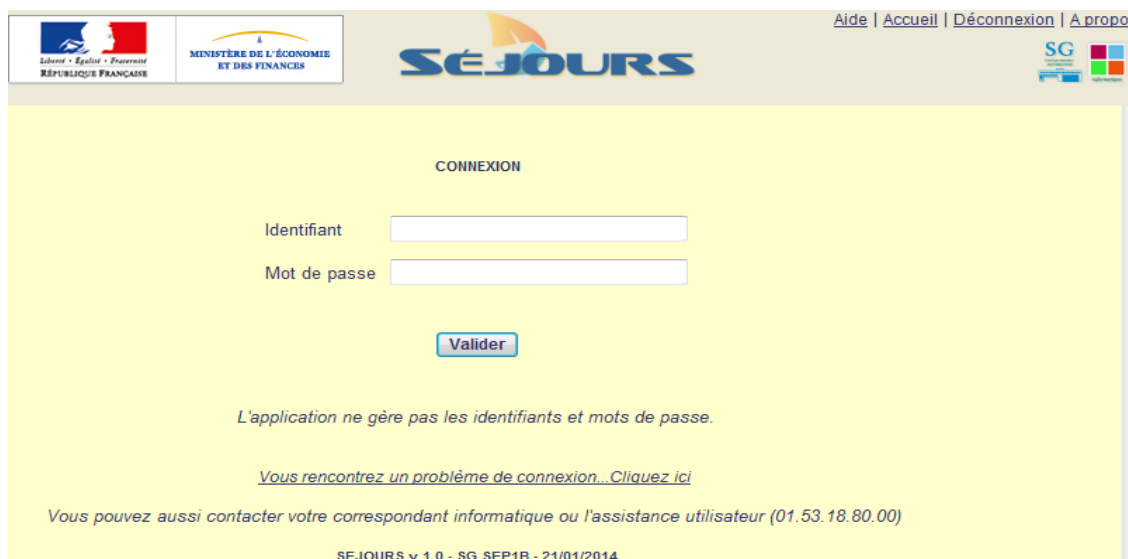 Aide | Accueil | Déconnexion | A propo
Liberté • Égalité • Fraternité
RÉPUBLIQUE FRANÇAISE
MINISTÈRE DE L'ÉCONOMIE
ET DES FINANCES
SÉJOURS
SG
CONNEXION
Identifiant
Mot de passe
Valider
L'application ne gère pas les identifiants et mots de passe.
Vous rencontrez un problème de connexion...Cliquez ici
Vous pouvez aussi contacter votre correspondant informatique ou l'assistance utilisateur (01.53.18.80.00)
SEJOURS v 1.0 - SG SEP1B - 21/01/2014